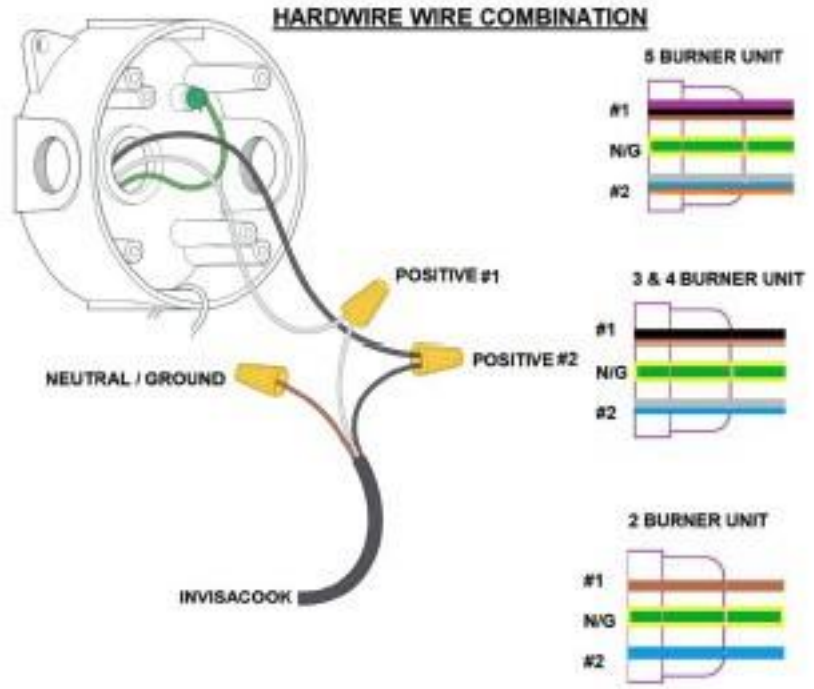 HARDWIRE WIRE COMBINATION
5 BURNER UNIT
#1
N/G
#2
POSITIVE #1
3 & 4 BURNER UNIT
#1
N/G
#2
POSITIVE #2
NEUTRAL / GROUND
2 BURNER UNIT
#1
N/G
#2
INVISACOOK